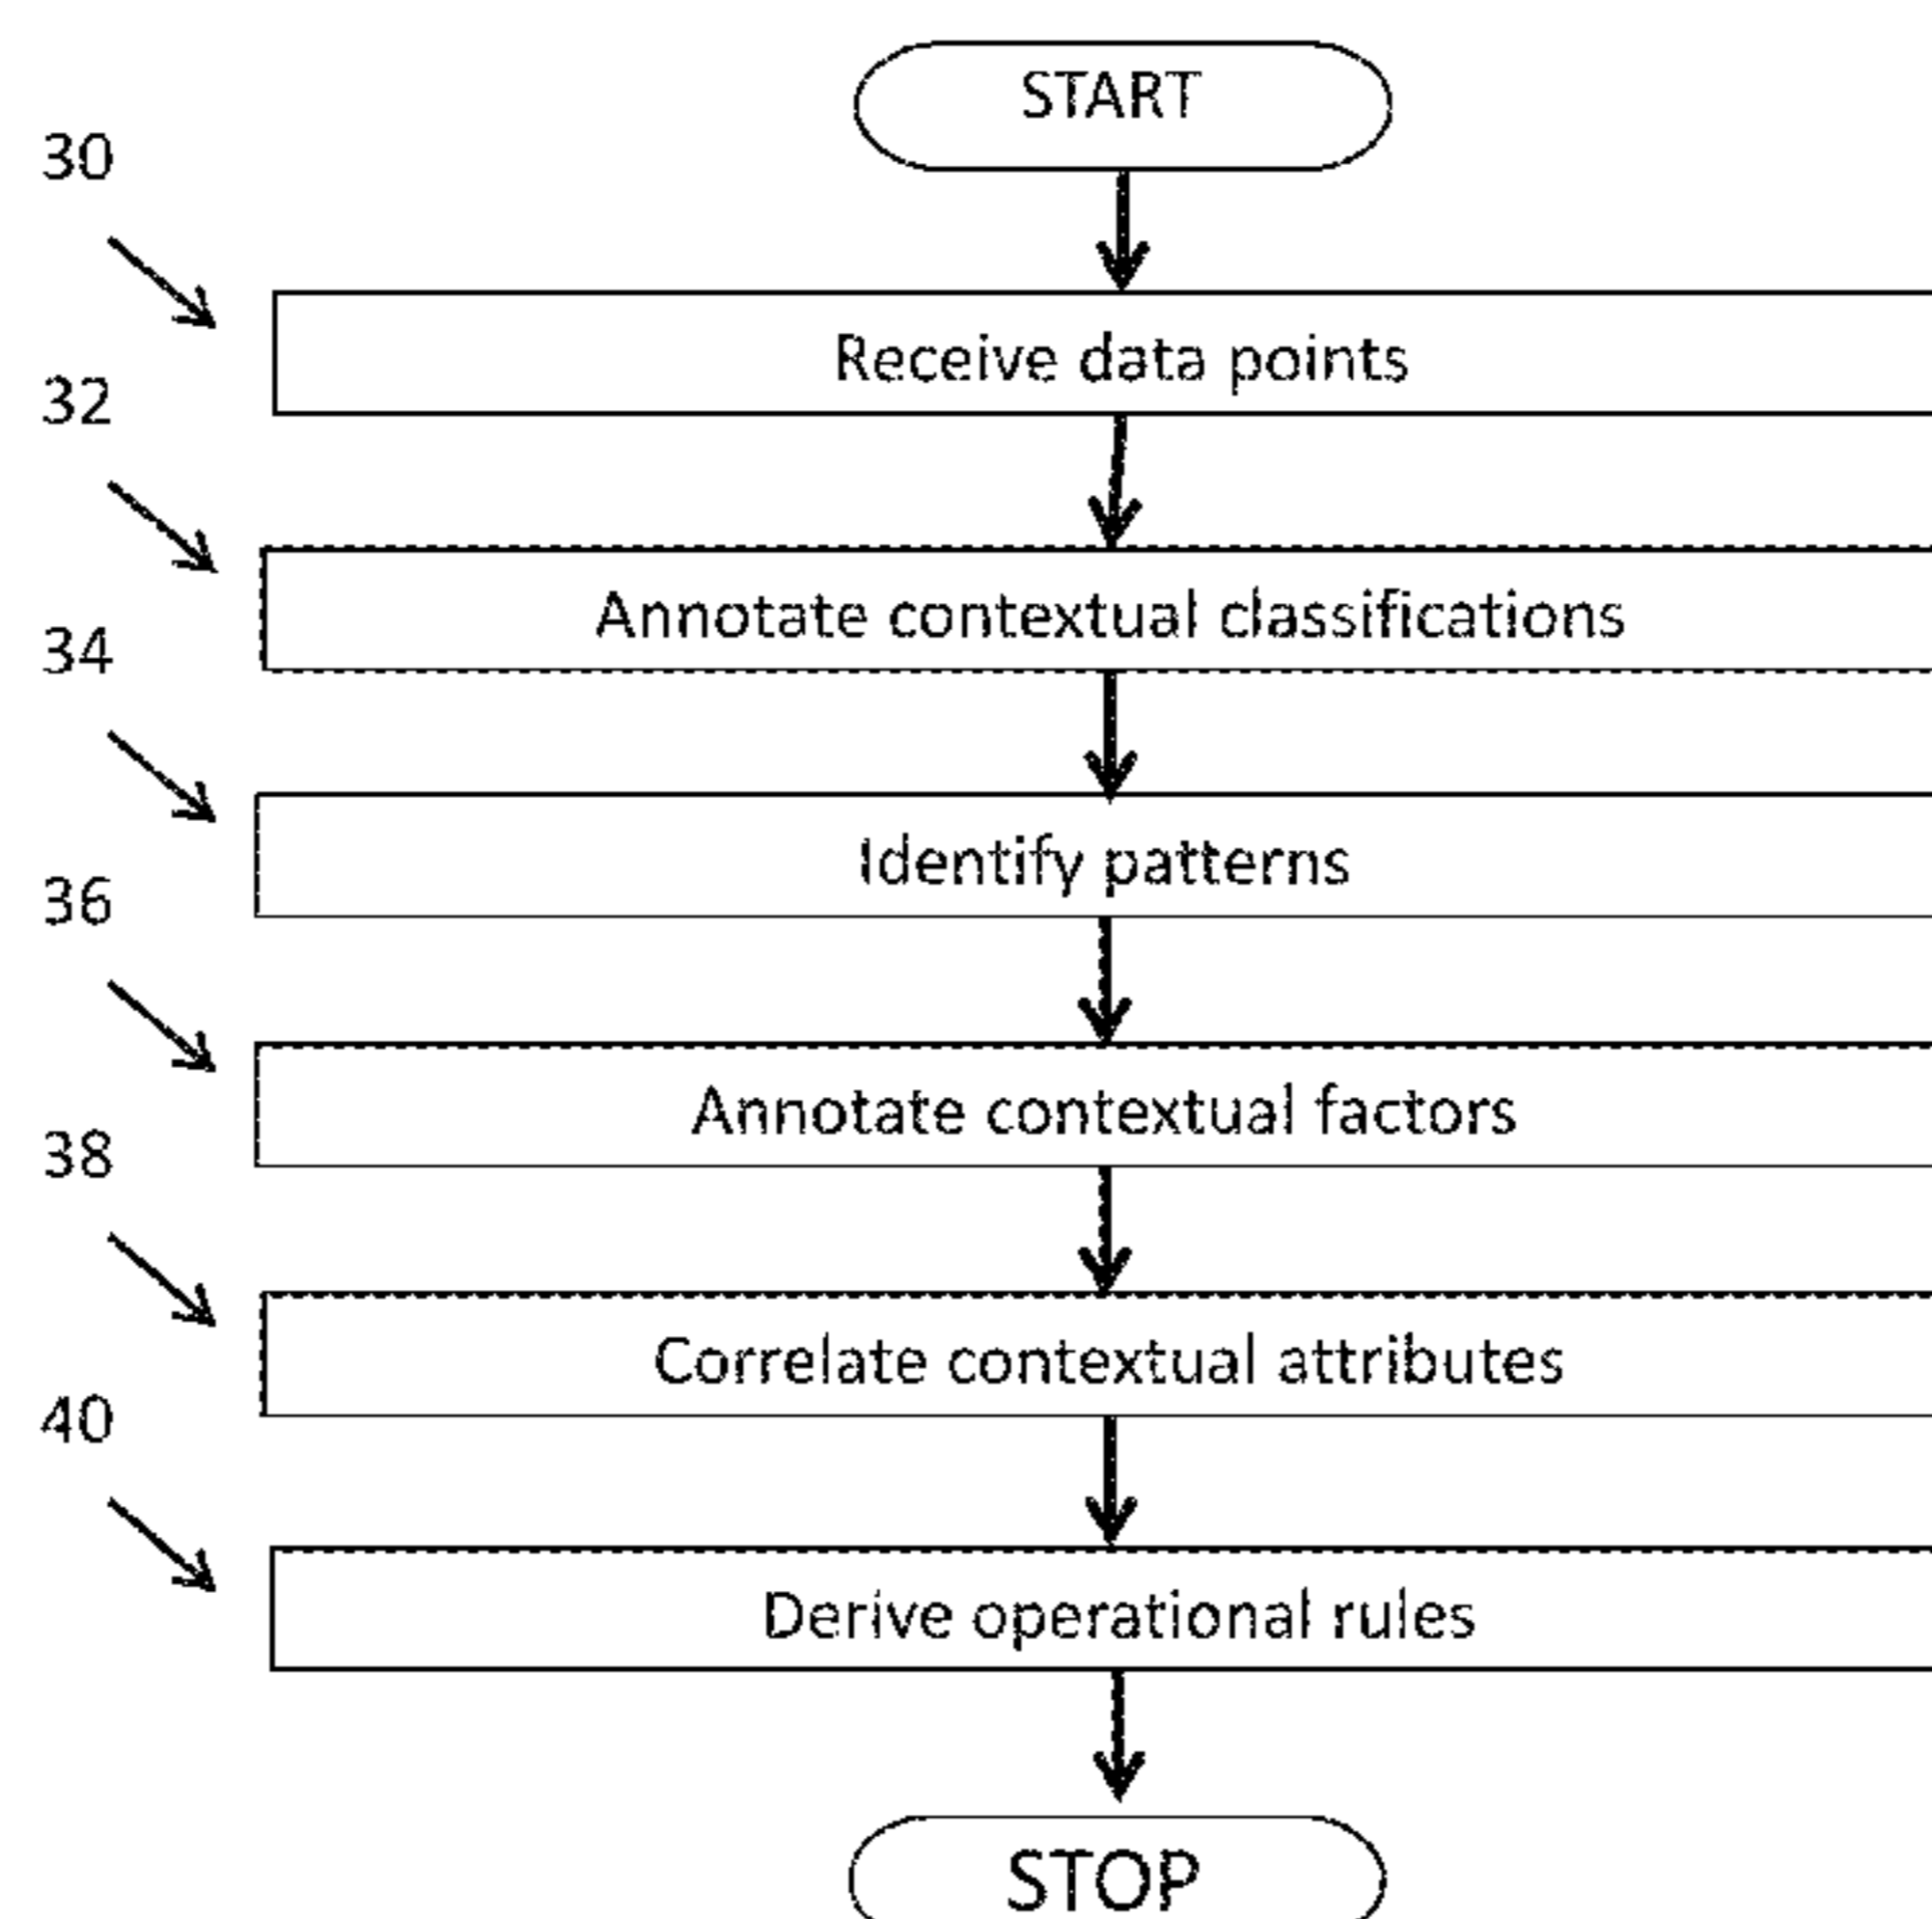 START
30
Receive data points
32
Annotate contextual classifications
34
Identify patterns
36
Annotate contextual factors
38
Correlate contextual attributes
40
Derive operational rules
STOP